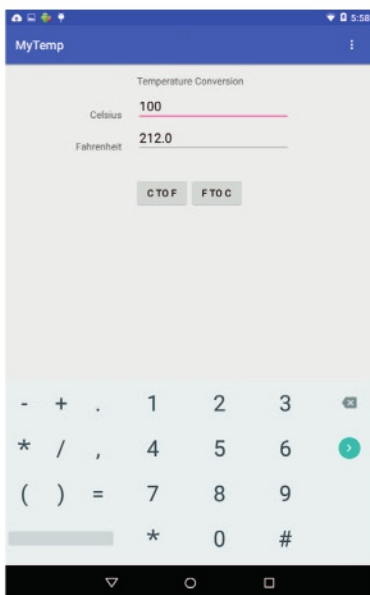 5:58
MyTemp
Temperature Conversion
Celsius 100
Fahrenheit 212.0
C TO F F TO C
- + . 1 2 3
* / , 4 5 6
( ) = 7 8 9
* 0 #